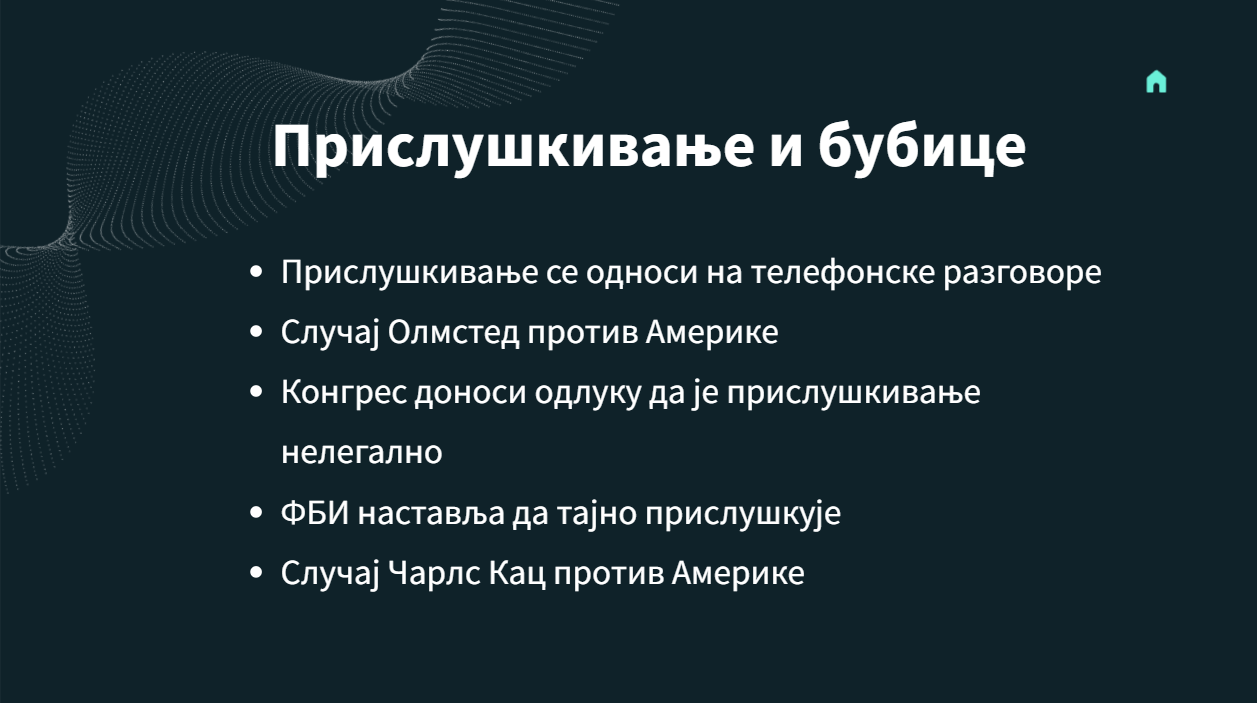 Прислушкивање и бубице
• Прислушкивање се односи на телефонске разговоре
• Случај Олмстед против Америке
• Конгрес доноси одлуку да је прислушкивање
нелегално
• ФБИ наставља да тајно прислушкује
• Случај Чарлс Кац против Америке